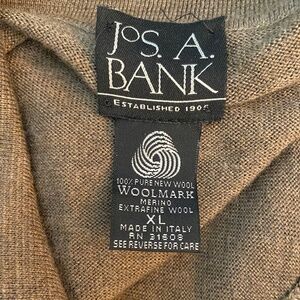 JOS. A.
BANK
ESTABLISHED 1905
100% PURE NEW WOOL
WOOLMARK
MERINO
EXTRAFINE WOOL
XL
MADE IN ITALY
RN 31608
SEE REVERSE FOR CARE